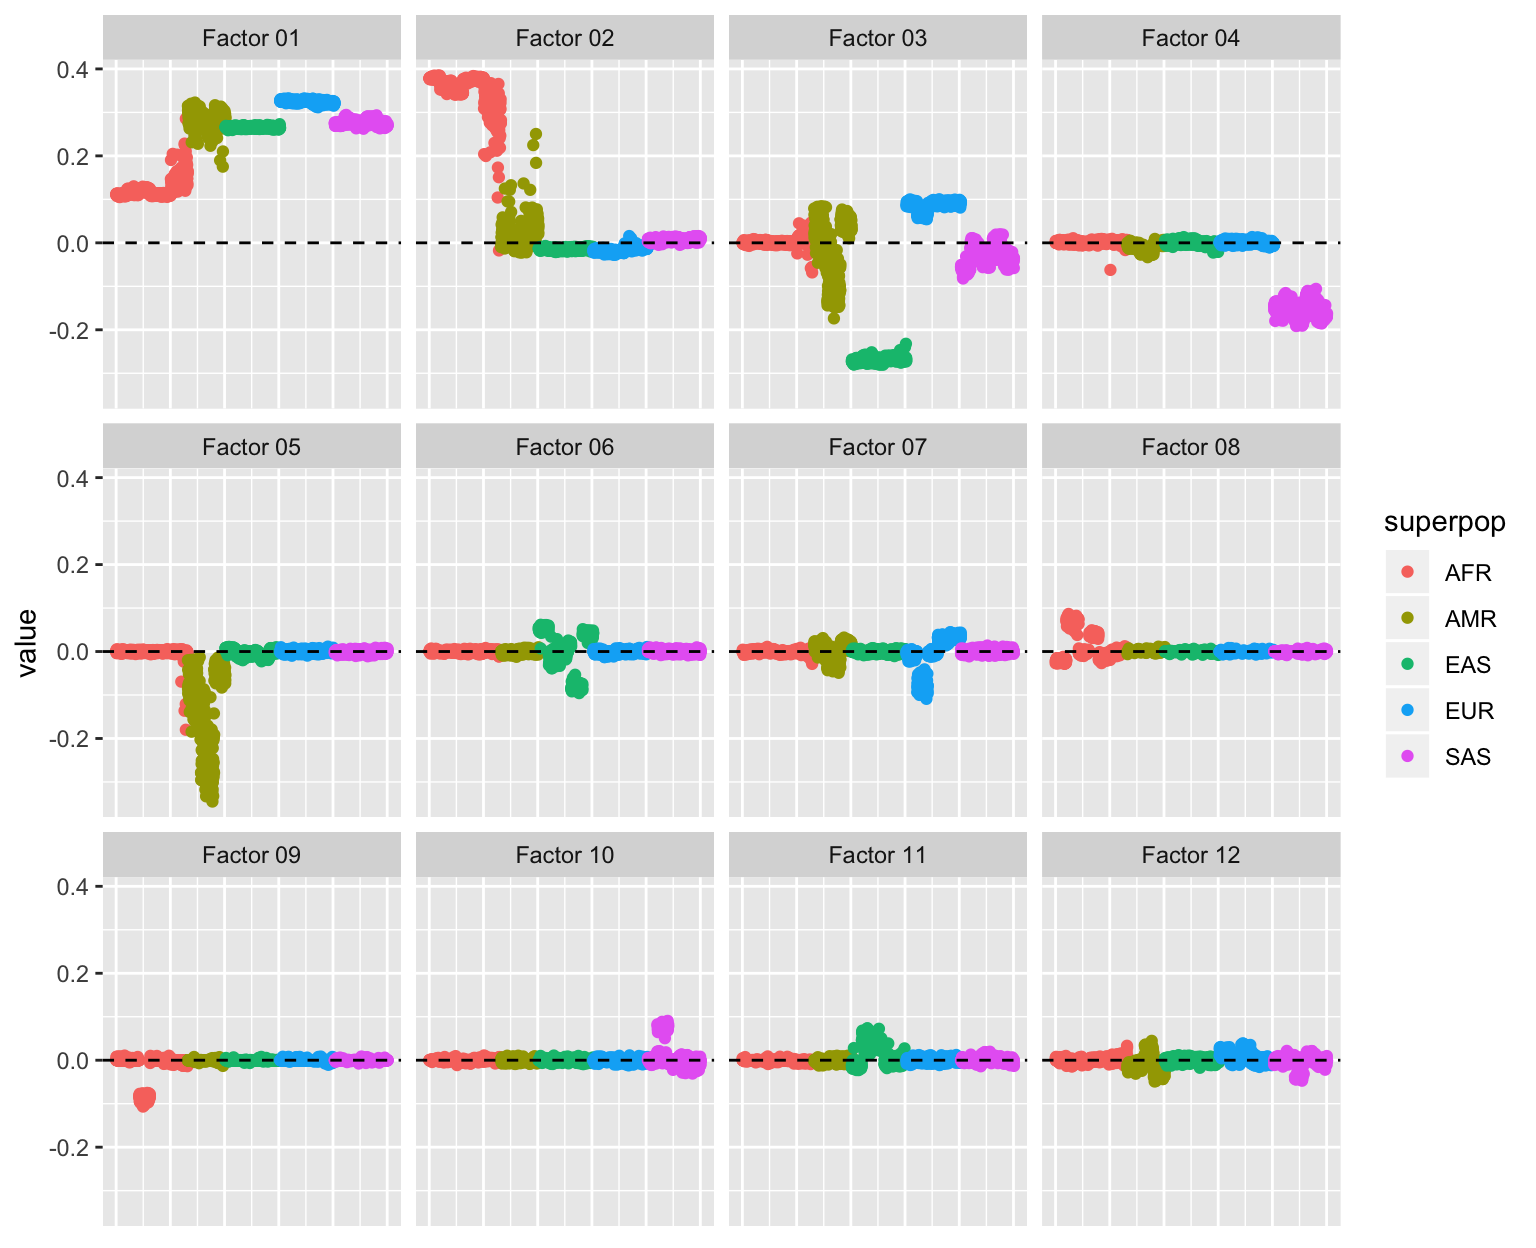 Factor 01
Factor 02
Factor 03
Factor 04
0.4
0.2
0.0
-0.2
Factor 05
Factor 06
Factor 07
Factor 08
0.4
0.2
0.0
-0.2
Factor 09
Factor 10
Factor 11
Factor 12
0.4
0.2
0.0
-0.2
value
superpop
AFR
AMR
EAS
EUR
SAS